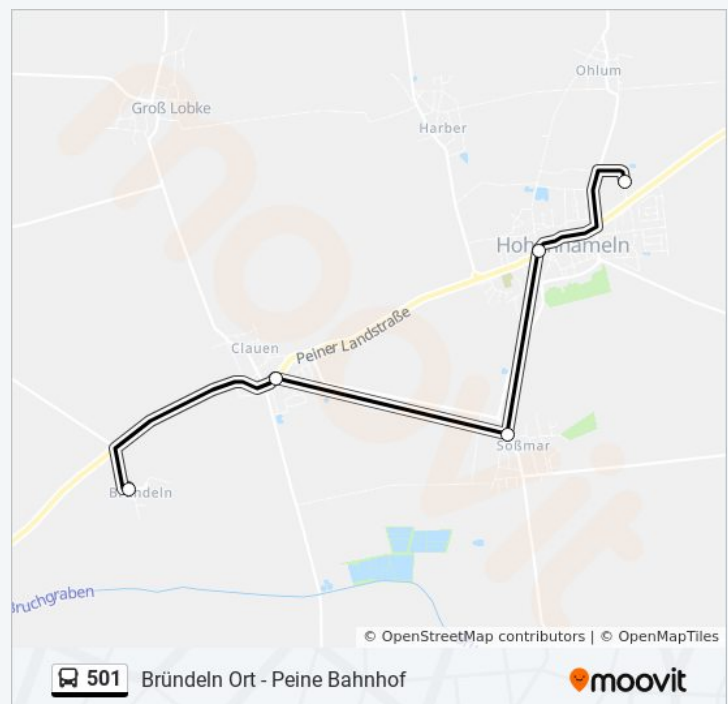 Ohlum
Groß Lobke
Harber
Hohenhameln
Peiner Landstraße
Clauen
Soßmar
Bründeln
Bruchgraben
moovit
© OpenStreetMap contributors | © OpenMapTiles
501 Bründeln Ort - Peine Bahnhof
moovit